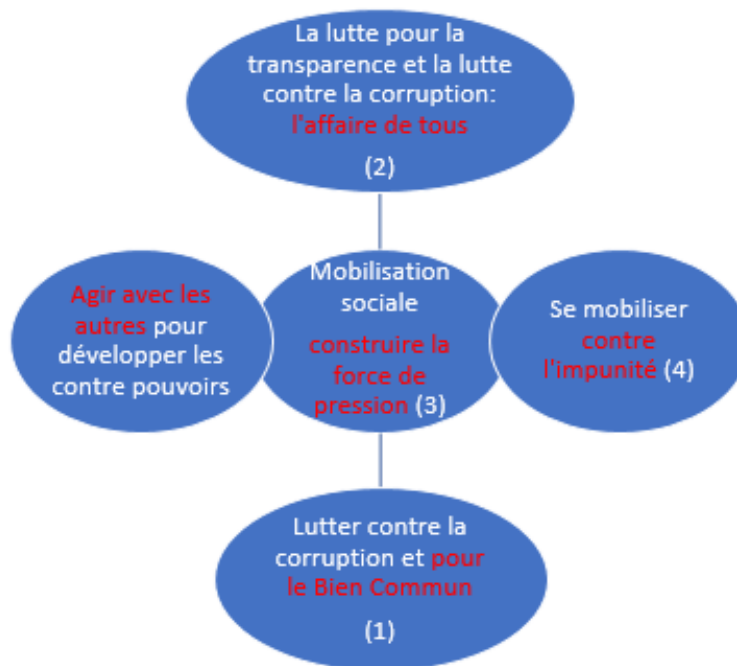 La lutte pour la
transparence et la lutte
contre la corruption:
l'affaire de tous
(2)
Agir avec les
autres pour
développer les
contre pouvoirs
Mobilisation
sociale
construire la
force de
pression (3)
Se mobiliser
contre
l'impunité (4)
Lutter contre la
corruption et pour
le Bien Commun
(1)